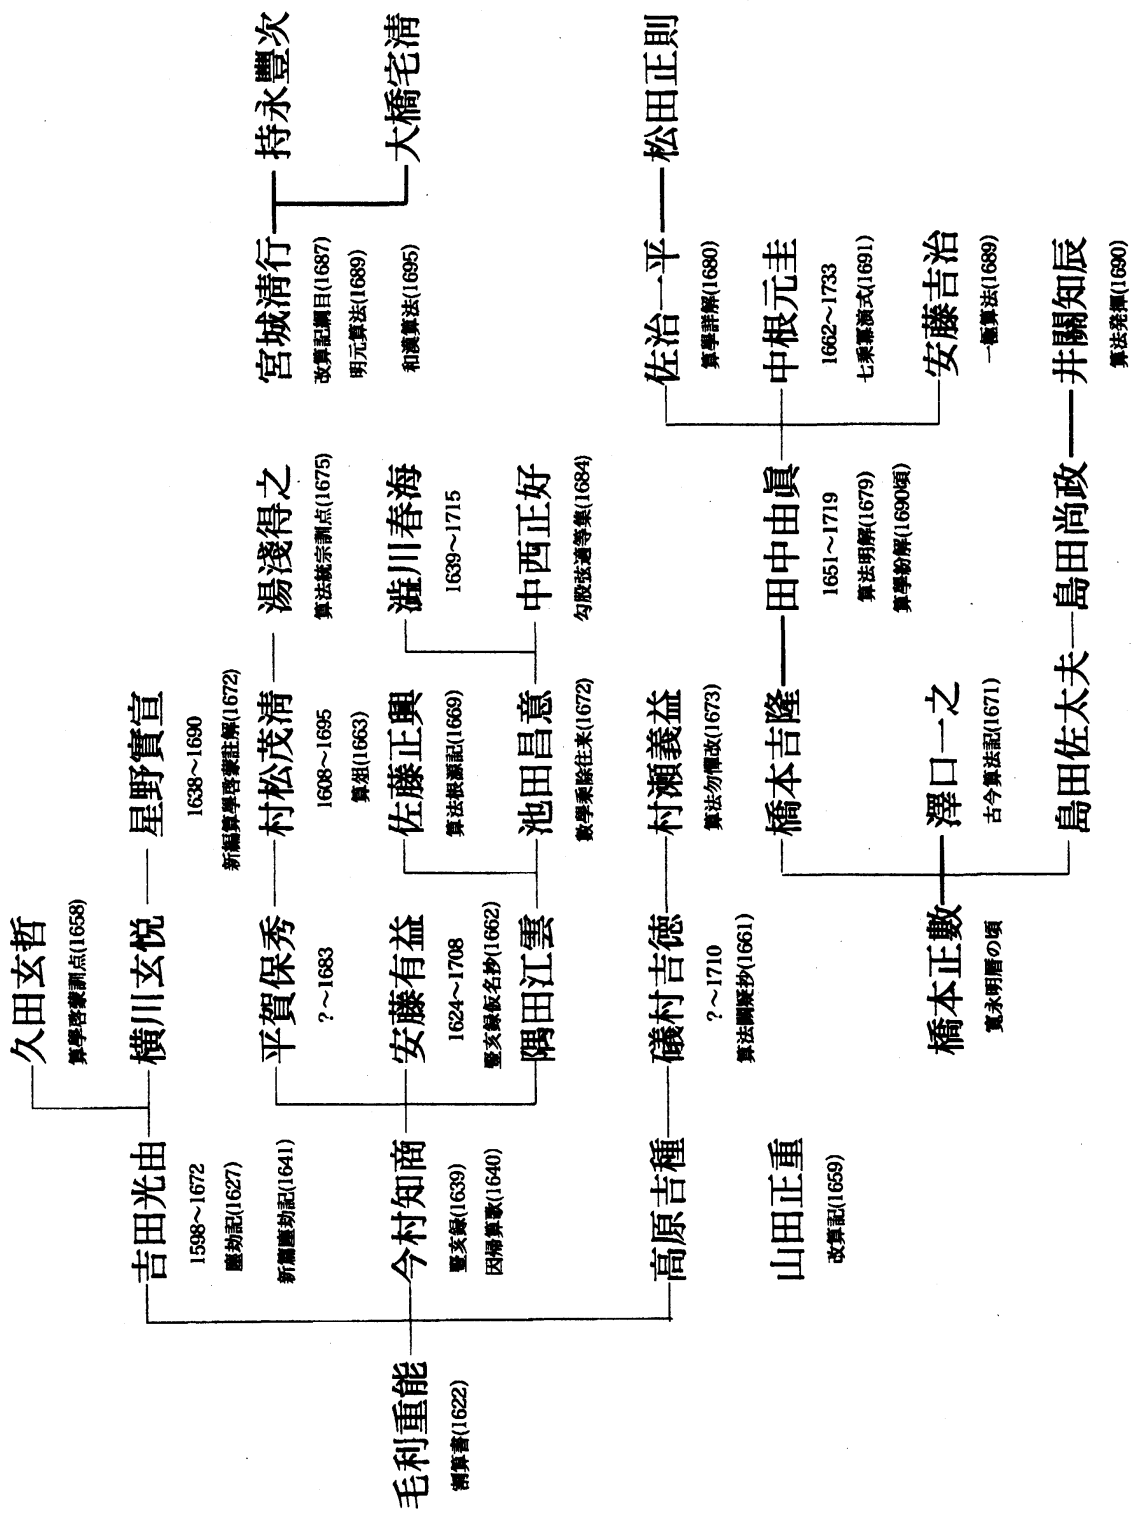 毛利重能
割算書(1622)
吉田光由
1598～1672
塵劫記(1627)
新篇塵劫記(1641)
今村知商
竪亥録(1639)
因帰算歌(1640)
高原吉種
山田正重
改算記(1659)
久田玄哲
算學啓蒙訓点(1658)
横川玄悦
平賀保秀
？～1683
安藤有益
1624～1708
竪亥録仮名抄(1662)
隅田江雲
礒村吉徳
？～1710
算法闕疑抄(1661)
橋本正數
寛永明暦の頃
星野實宣
1638～1690
新編算學啓蒙註解(1672)
村松茂淸
1608～1695
算俎(1663)
佐藤正興
算法根源記(1669)
池田昌意
數學乗除往来(1672)
村瀬義益
算法勿憚改(1673)
橋本吉隆
澤口一之
古今算法記(1671)
島田佐太夫
湯淺得之
算法統宗訓点(1675)
澁川春海
1639～1715
中西正好
勾股弦適等集(1684)
田中由眞
1651～1719
算法明解(1679)
算學紛解(1690頃)
島田尚政
宮城淸行
改算記綱目(1687)
明元算法(1689)
和漢算法(1695)
佐治一平
算學詳解(1680)
中根元圭
1662～1733
七乗冪演式(1691)
安藤吉治
一極算法(1689)
井關知辰
算法発揮(1690)
持永豐次
大橋宅淸
松田正則